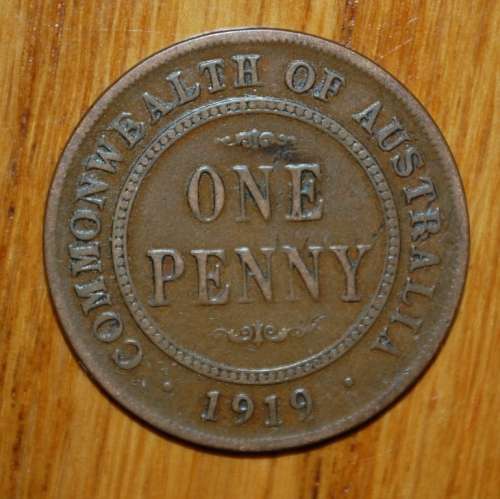 COMMONWEALTH OF AUSTRALIA
ONE
PENNY
· 1919 ·